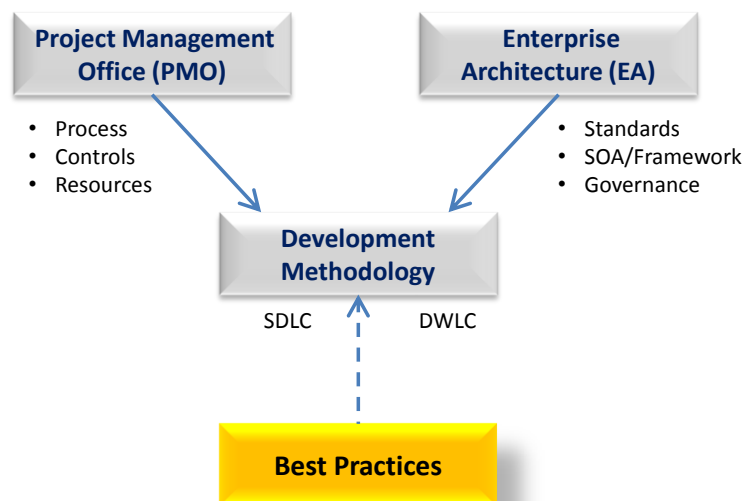 Project Management
Office (PMO)
Enterprise
Architecture (EA)
• Process
• Controls
• Resources
• Standards
• SOA/Framework
• Governance
Development
Methodology
SDLC
DWLC
Best Practices